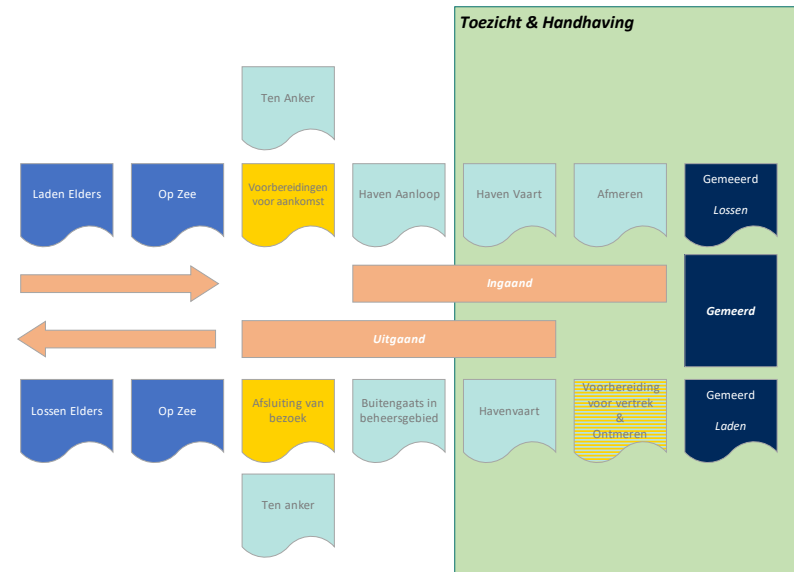 Toezicht & Handhaving
Ten Anker
Laden Elders
Op Zee
Voorbereidingen
voor aankomst
Haven Aanloop
Haven Vaart
Afmeren
Gemeeerd
Lossen
Ingaand
Gemeerd
Uitgaand
Lossen Elders
Op Zee
Afsluiting van
bezoek
Buitengaats in
beheersgebied
Havenvaart
Voorbereiding
voor vertrek
&
Ontmeren
Gemeerd
Laden
Ten anker